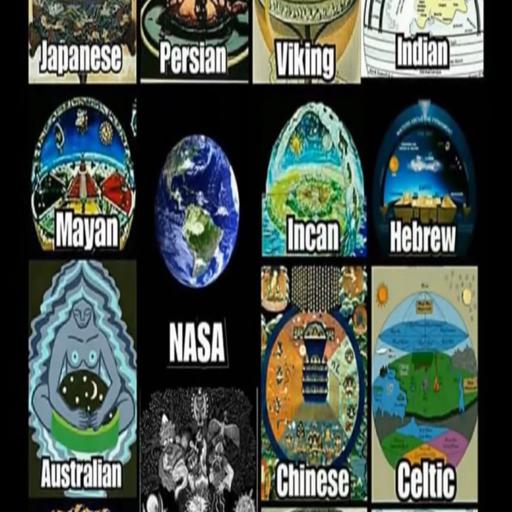 Japanese
Persian
Viking
Indian
Mayan
NASA
Incan
Hebrew
Australian
Chinese
Celtic